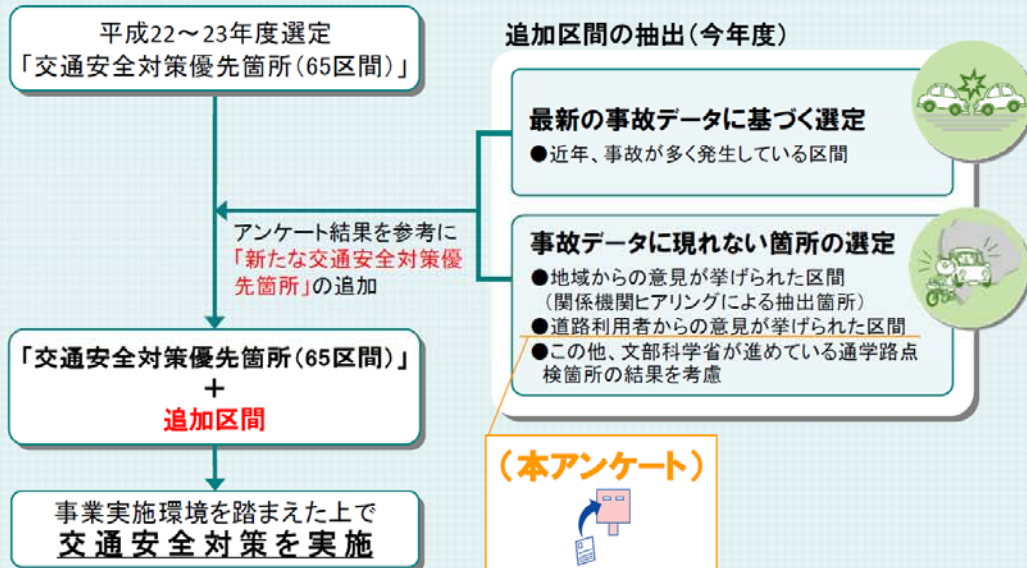 平成22～23年度選定
「交通安全対策優先箇所(65区間)」
追加区間の抽出(今年度)
最新の事故データに基づく選定
●近年、事故が多く発生している区間
アンケート結果を参考に
「新たな交通安全対策優
先箇所」の追加
事故データに現れない箇所の選定
●地域からの意見が挙げられた区間
(関係機関ヒアリングによる抽出箇所)
●道路利用者からの意見が挙げられた区間
●この他、文部科学省が進めている通学路点
検箇所の結果を考慮
「交通安全対策優先箇所(65区間)」
+
追加区間
(本アンケート)
事業実施環境を踏まえた上で
交通安全対策を実施